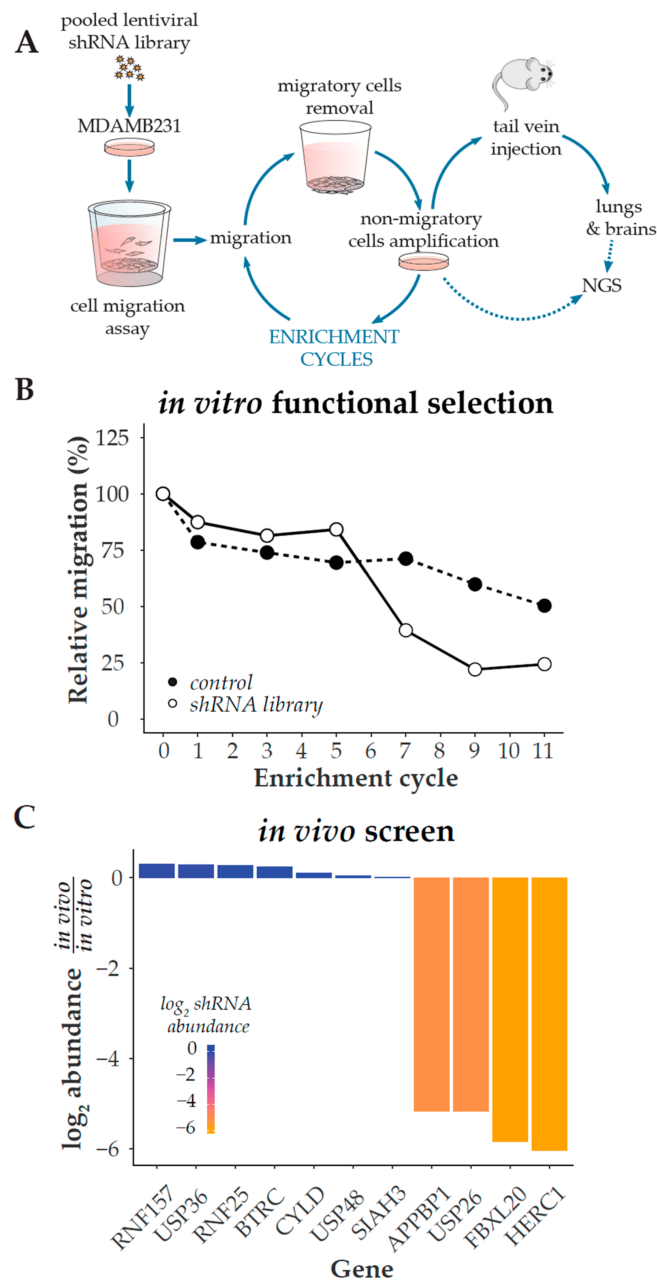 A
pooled lentiviral
shRNA library
MDAMB231
cell migration
assay
migration
migratory cells
removal
non-migratory
cells amplification
ENRICHMENT
CYCLES
tail vein
injection
lungs
& brains
NGS
B
in vitro functional selection
Relative migration (%)
125
100
75
50
25
0
control
shRNA library
0 1 2 3 4 5 6 7 8 9 10 11
Enrichment cycle
C
in vivo screen
log2 abundance in vivo
in vitro
0
−2
−4
−6
log2 shRNA
abundance
0
−2
−4
−6
RNF157
USP36
RNF25
BTRC
CYLD
USP48
SIAH3
APPBP1
USP26
FBXL20
HERC1
Gene